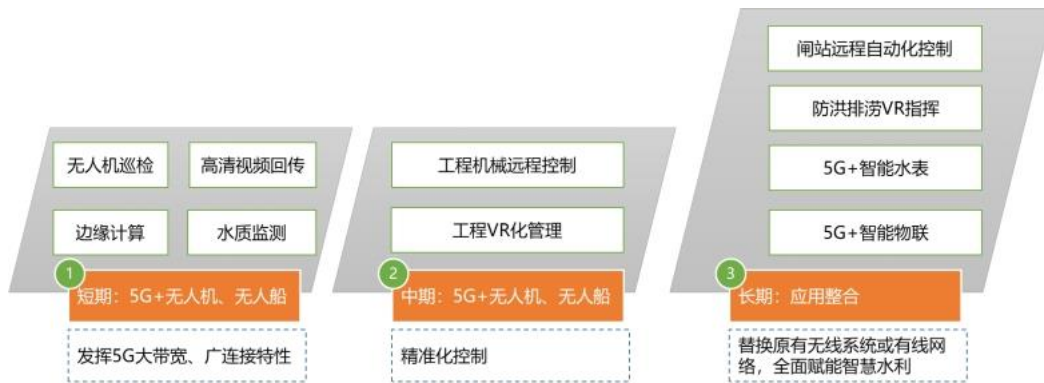 无人机巡检
高清视频回传
边缘计算
水质监测
1
短期：5G+无人机、无人船
发挥5G大带宽、广连接特性
工程机械远程控制
工程VR化管理
2
中期：5G+无人机、无人船
精准化控制
闸站远程自动化控制
防洪排涝VR指挥
5G+智能水表
5G+智能物联
3
长期：应用整合
替换原有无线系统或有线网
络，全面赋能智慧水利